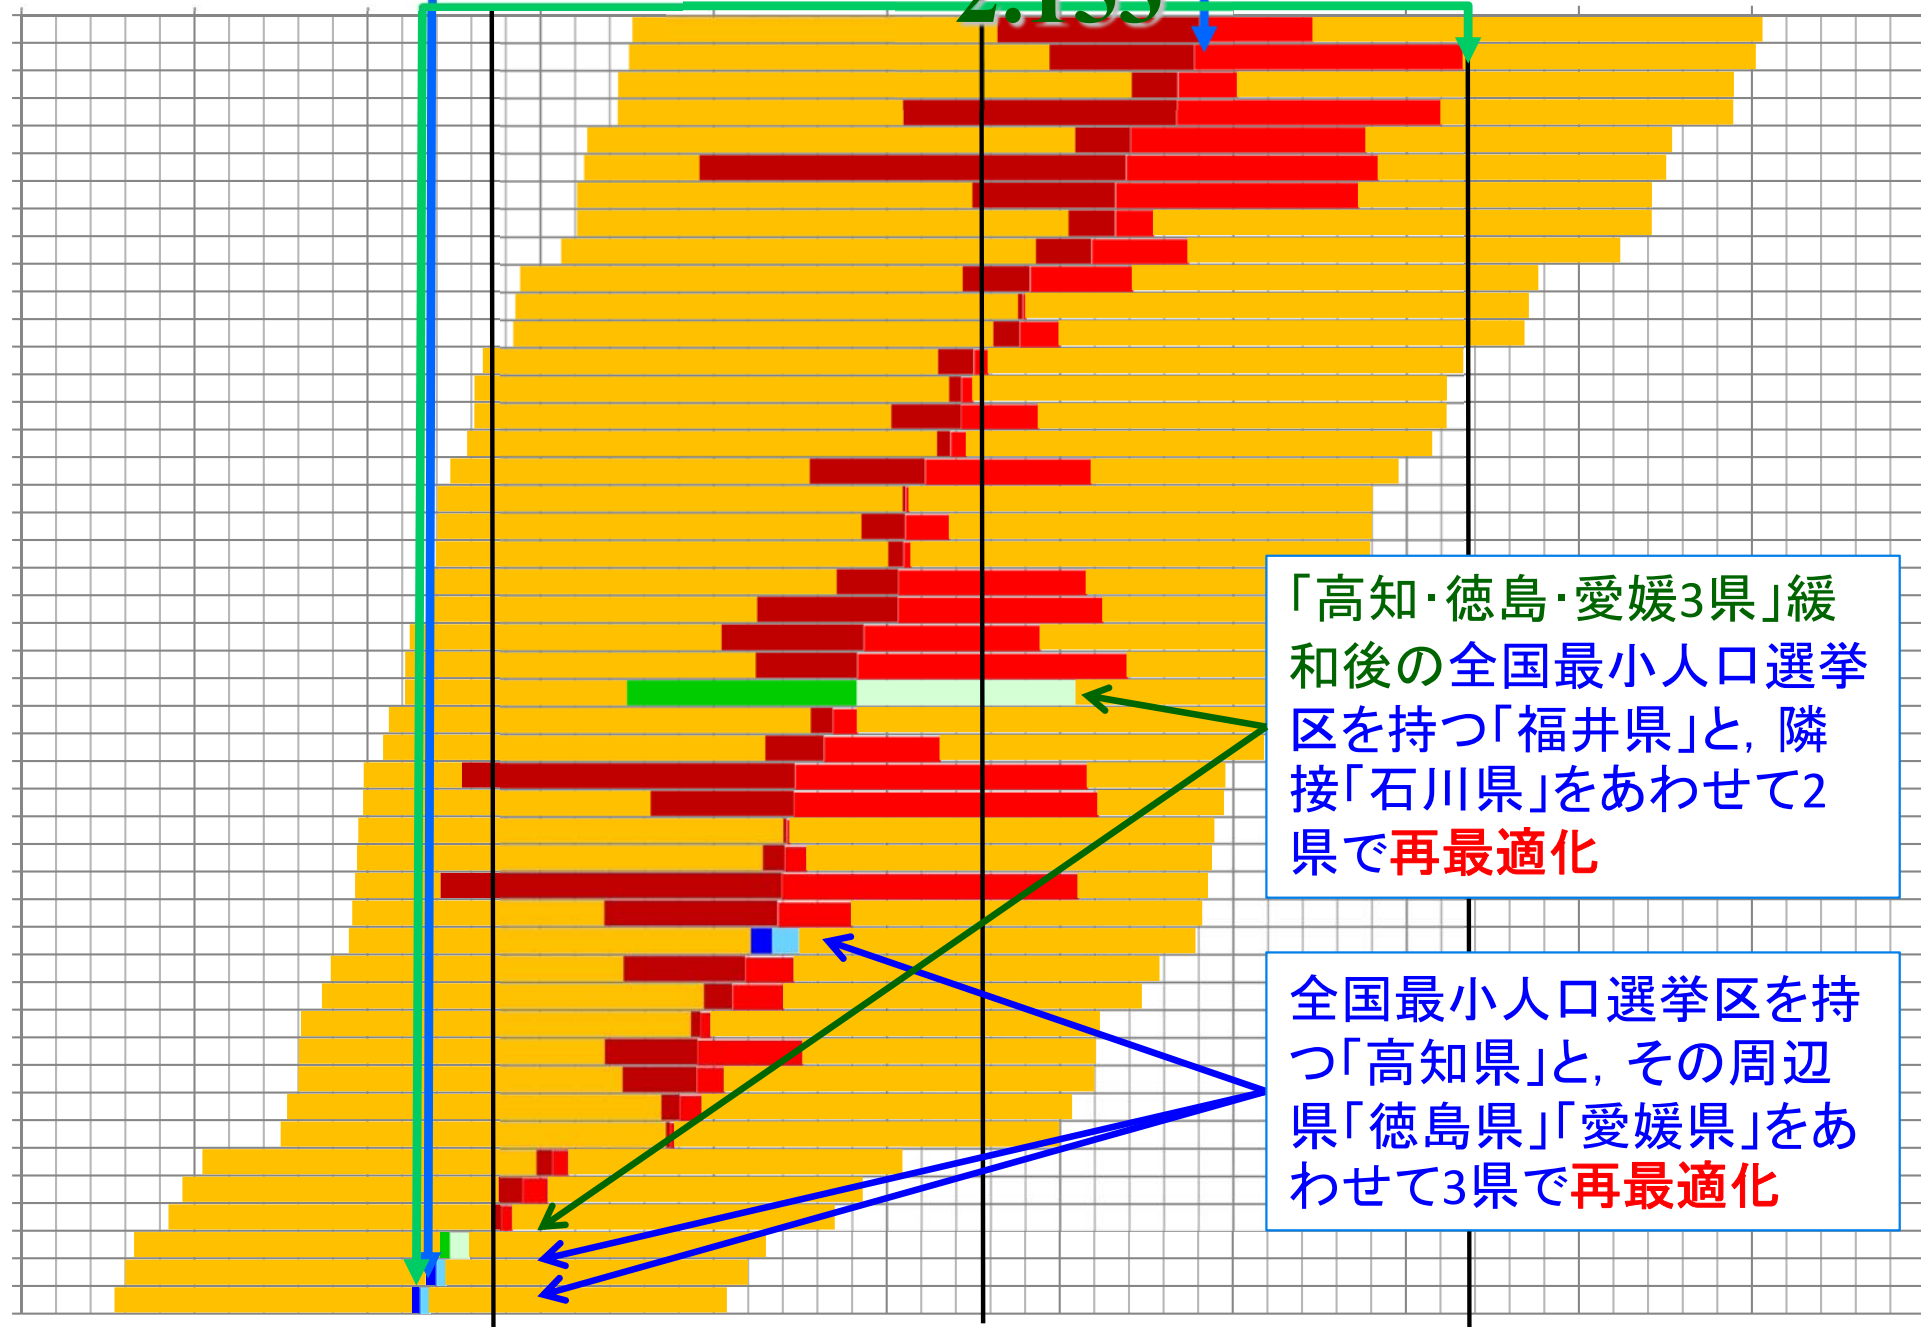 2.155
「高知・徳島・愛媛3県」緩
和後の全国最小人口選挙
区を持つ「福井県」と, 隣
接「石川県」をあわせて2
県で再最適化
全国最小人口選挙区を持
つ「高知県」と, その周辺
県「徳島県」「愛媛県」をあ
わせて3県で再最適化